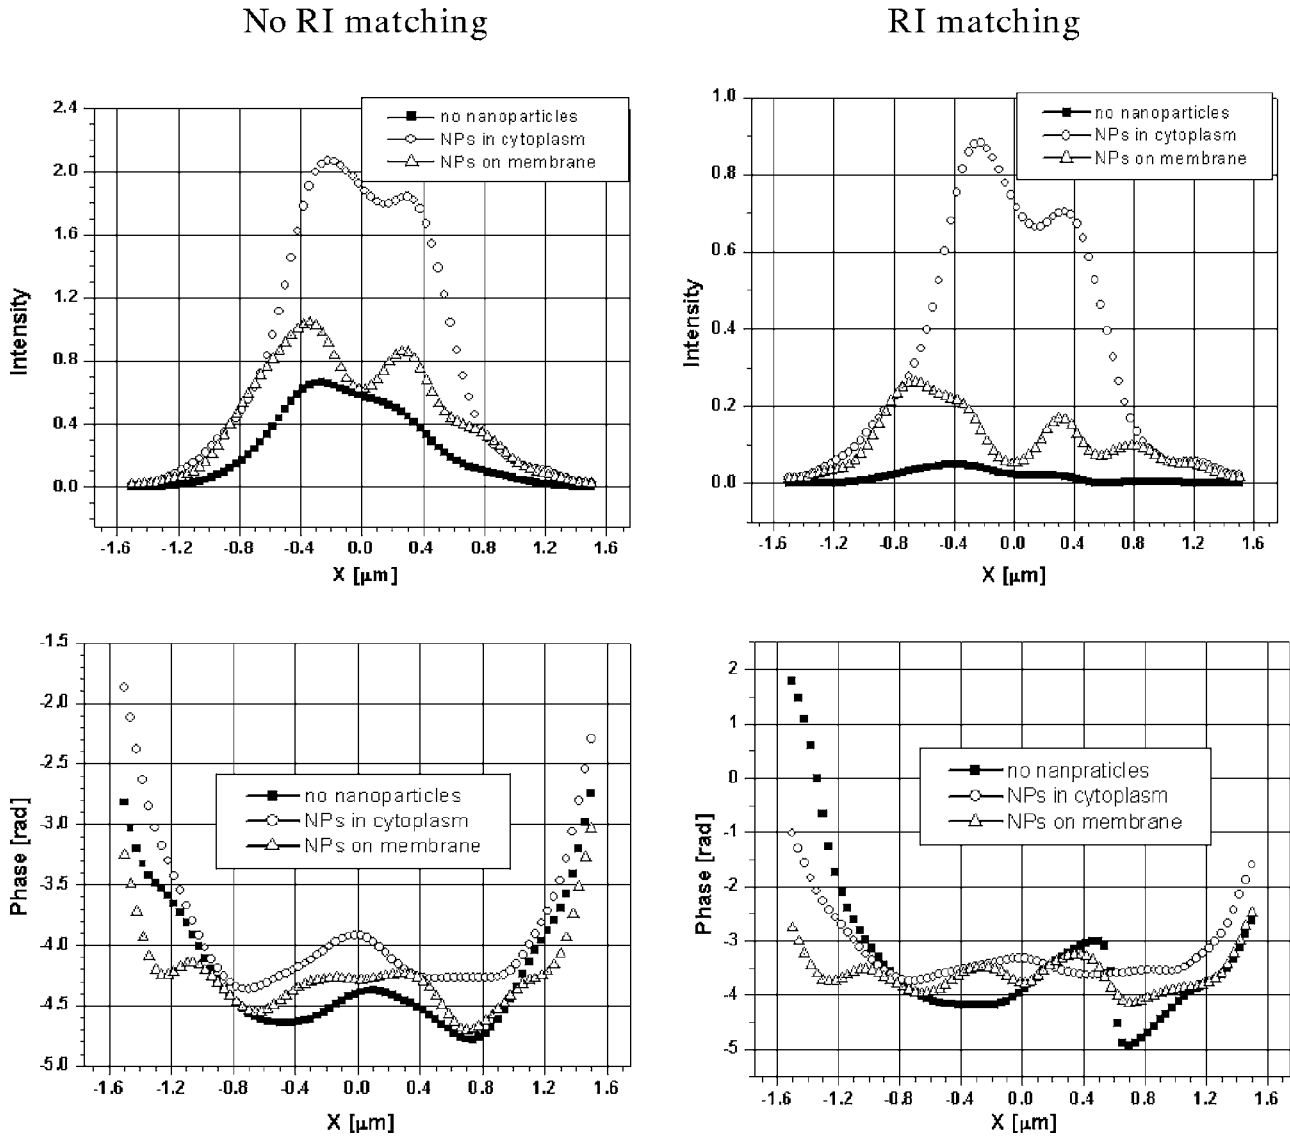 No RI matching
RI matching
2.4
2.0
1.6
1.2
0.8
0.4
0.0
Intensity
no nanoparticles
NPs in cytoplasm
NPs on membrane
-1.6 -1.2 -0.8 -0.4 0.0 0.4 0.8 1.2 1.6
X [µm]
1.0
0.8
0.6
0.4
0.2
0.0
Intensity
no nanoparticles
NPs in cytoplasm
NPs on membrane
-1.6 -1.2 -0.8 -0.4 0.0 0.4 0.8 1.2 1.6
X [µm]
-1.5
-2.0
-2.5
-3.0
-3.5
-4.0
-4.5
-5.0
Phase [rad]
no nanoparticles
NPs in cytoplasm
NPs on membrane
-1.6 -1.2 -0.8 -0.4 0.0 0.4 0.8 1.2 1.6
X [µm]
2
1
0
-1
-2
-3
-4
-5
Phase [rad]
no nanpraticles
NPs in cytoplasm
NPs on membrane
-1.6 -1.2 -0.8 -0.4 0.0 0.4 0.8 1.2 1.6
X [µm]